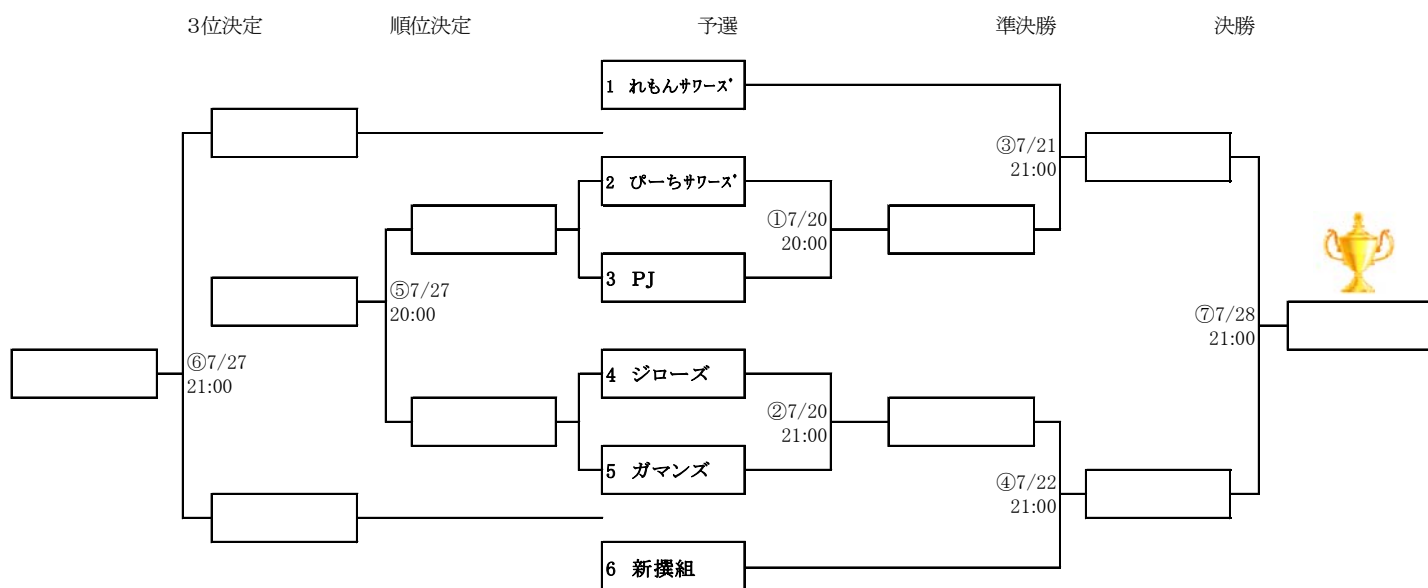 3位決定
順位決定
予選
準決勝
決勝
1 れもんサワーズ
③7/21
21:00
2 ぴーちサワーズ
①7/20
20:00
3 PJ
⑤7/27
20:00
⑦7/28
21:00
⑥7/27
21:00
4 ジローズ
②7/20
21:00
5 ガマンズ
④7/22
21:00
6 新撰組